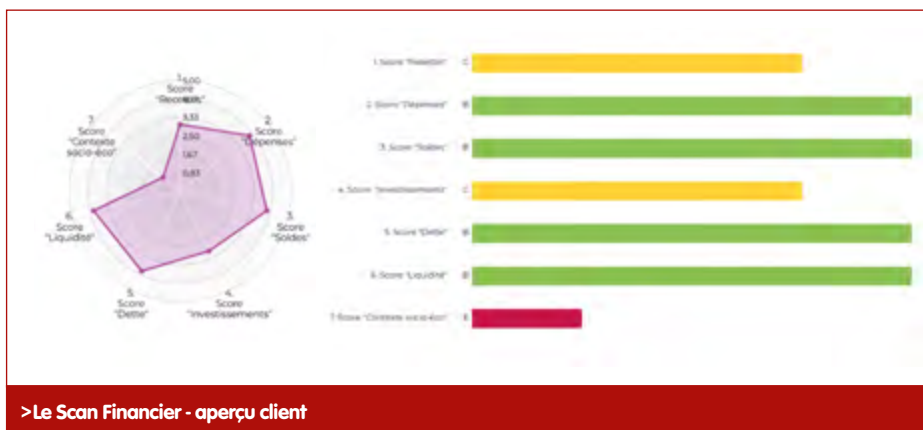 1.
Score
"Recettes"
2.
Score
"Dépenses"
3.
Score
"Soldes"
4.
Score
"Investissements"
5.
Score
"Dette"
6.
Score
"Liquidité"
7.
Score
"Contexte
socio-éco"
5,00
3,33
2,50
1,67
0,83
1. Score "Recettes" C
2. Score "Dépenses" B
3. Score "Soldes" B
4. Score "Investissements" C
5. Score "Dette" B
6. Score "Liquidité" B
7. Score "Contexte socio-éco" E
>Le Scan Financier - aperçu client